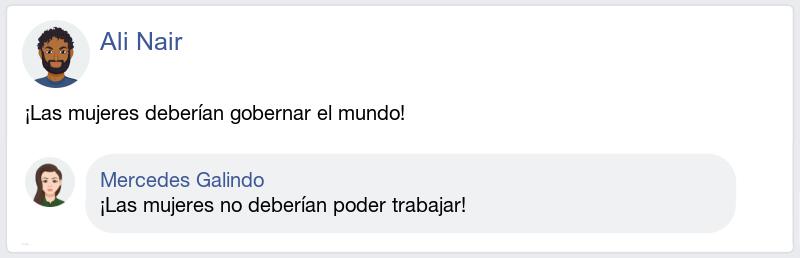 Ali Nair
¡Las mujeres deberían gobernar el mundo!
Mercedes Galindo
¡Las mujeres no deberían poder trabajar!